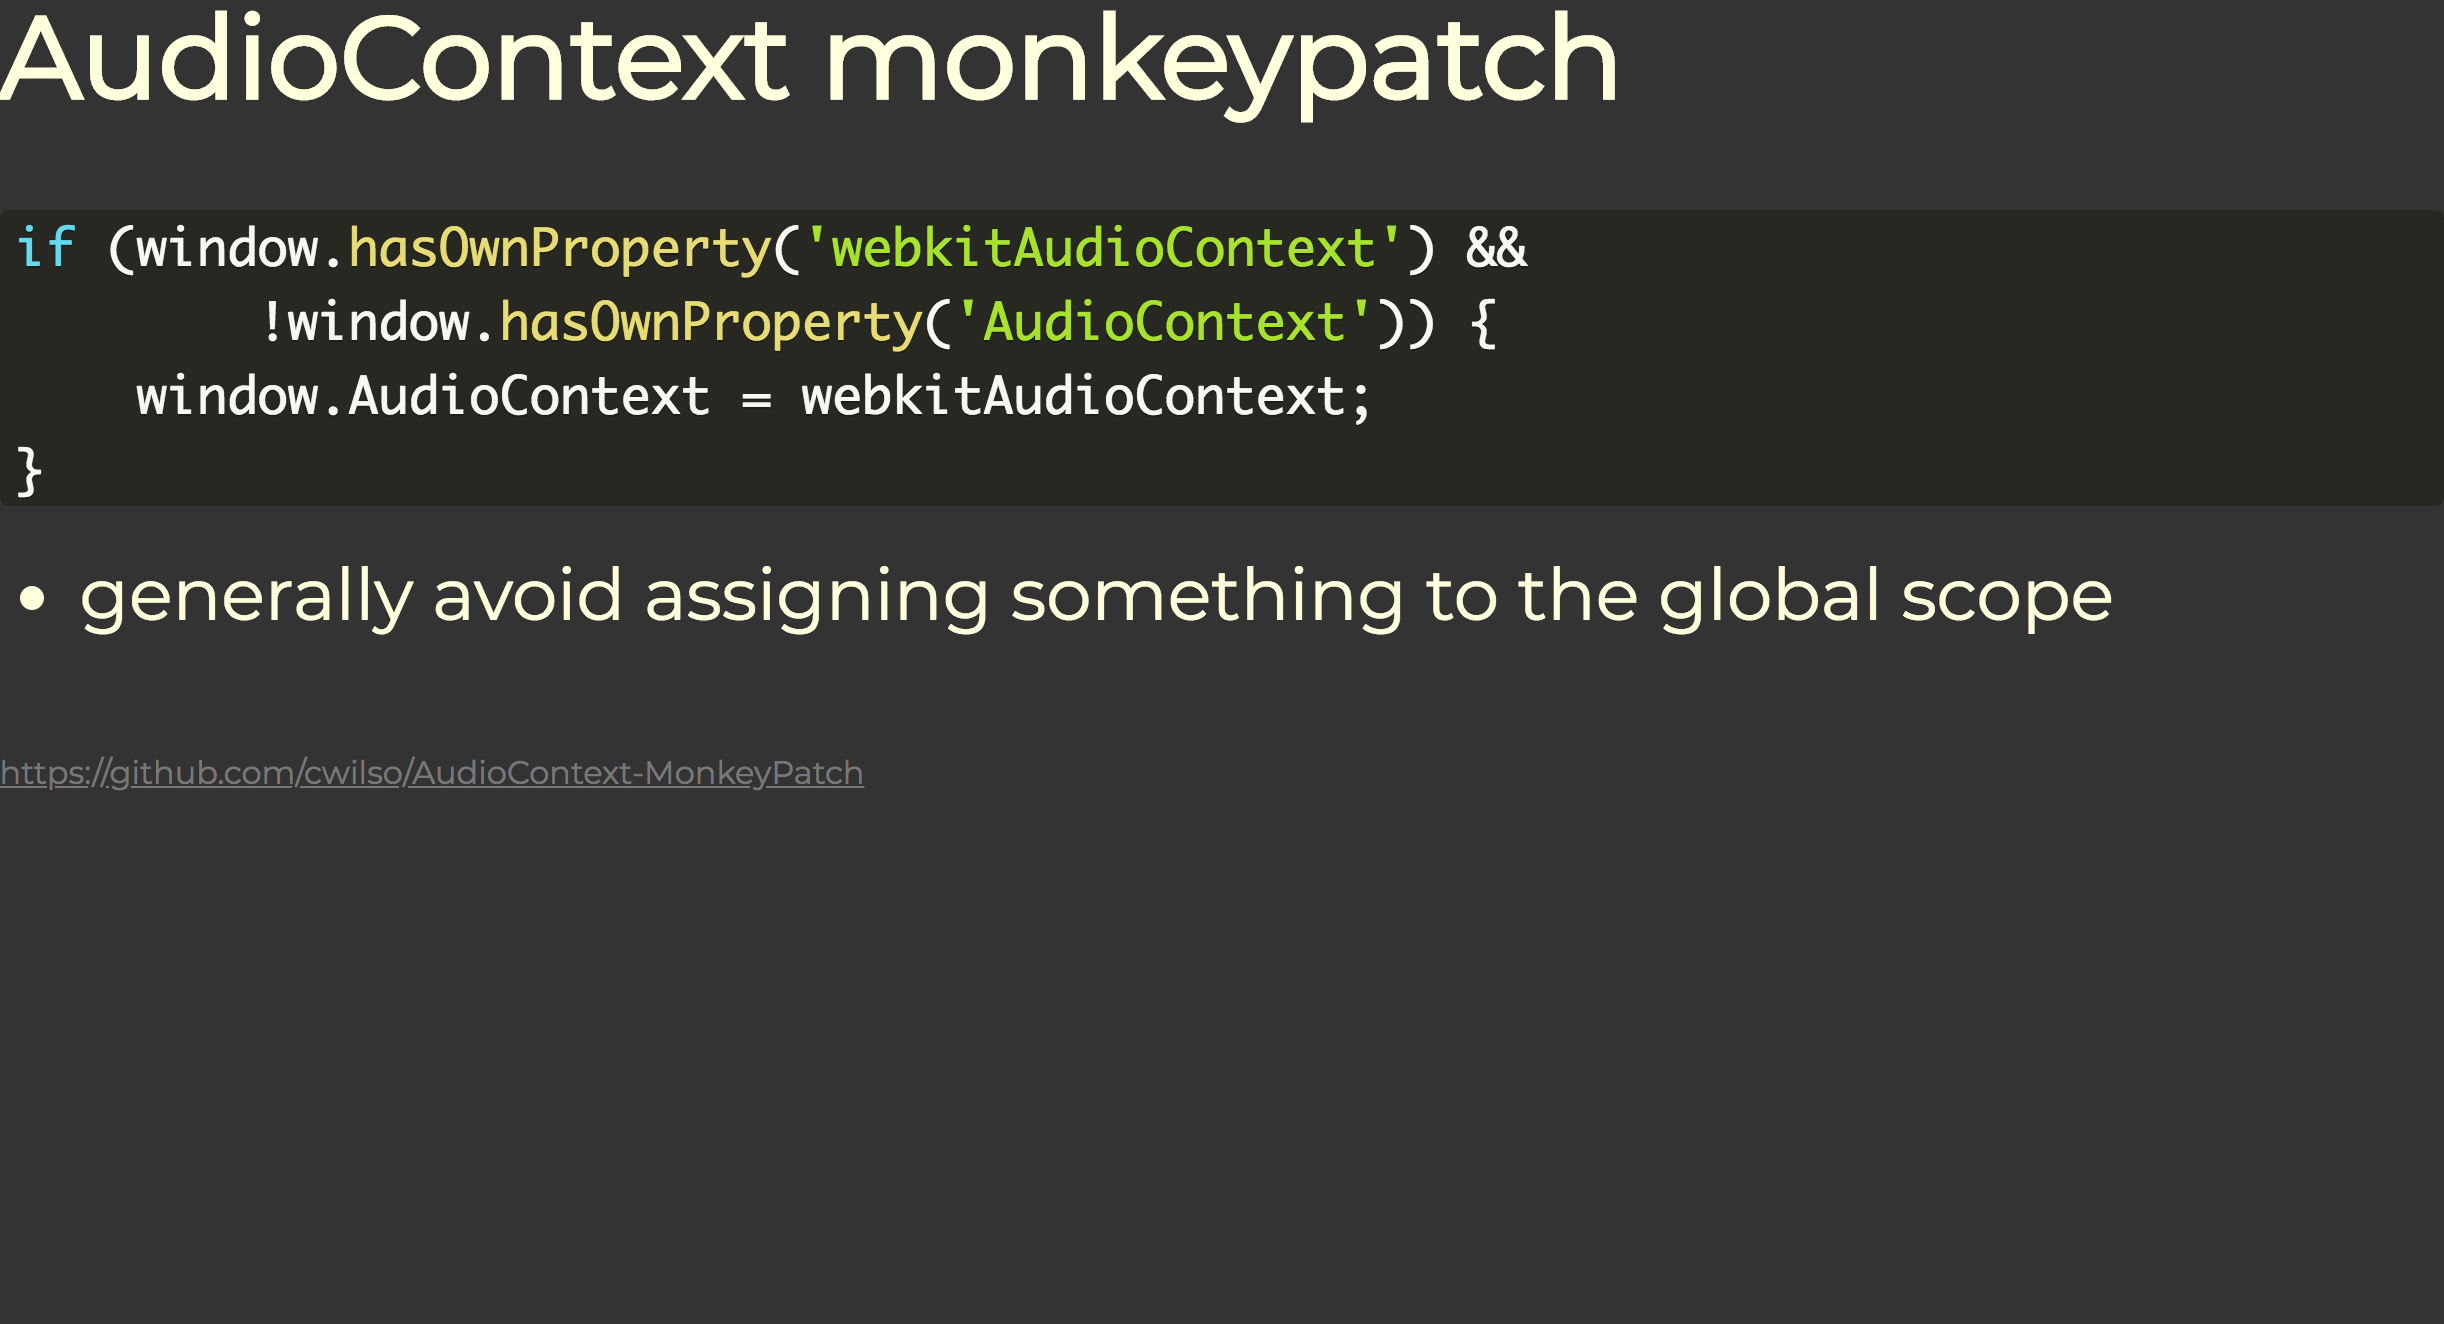 AudioContext monkeypatch
if (window.hasOwnProperty('webkitAudioContext') &&
        !window.hasOwnProperty('AudioContext')) {
    window.AudioContext = webkitAudioContext;
}
• generally avoid assigning something to the global scope
https://github.com/cwilso/AudioContext-MonkeyPatch